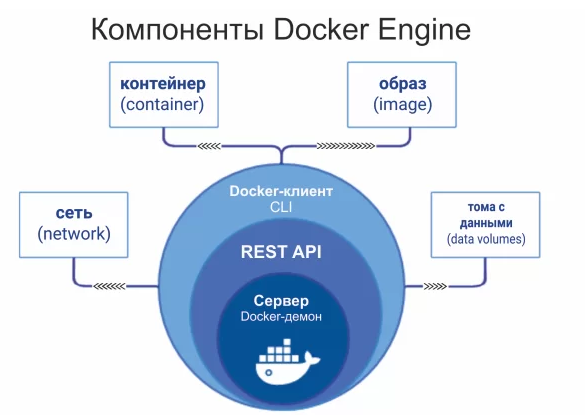 Компоненты Docker Engine
контейнер
(container)
образ
(image)
сеть
(network)
Docker-клиент
CLI
тома с
данными
(data volumes)
REST API
Сервер
Docker-демон